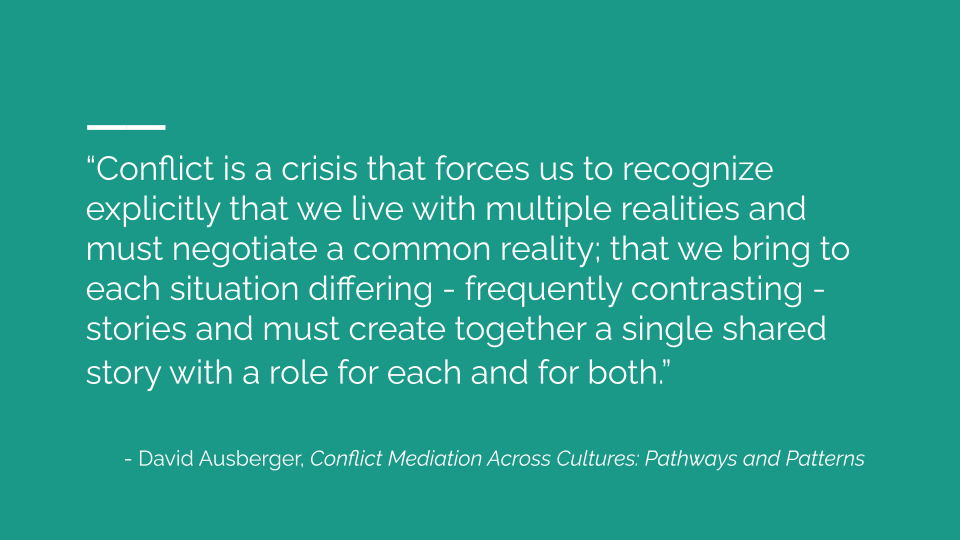 “Conflict is a crisis that forces us to recognize
explicitly that we live with multiple realities and
must negotiate a common reality; that we bring to
each situation differing - frequently contrasting -
stories and must create together a single shared
story with a role for each and for both.”
- David Ausberger, Conflict Mediation Across Cultures: Pathways and Patterns